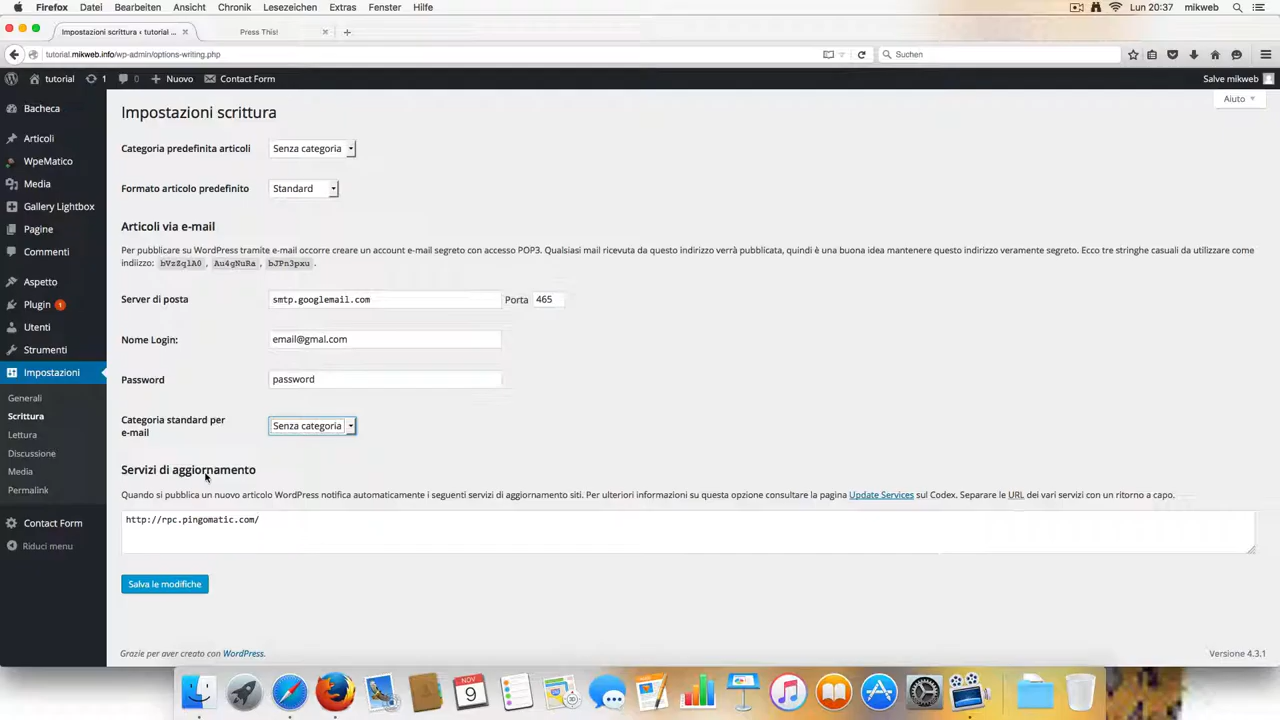 Firefox Datei Bearbeiten Ansicht Chronik Lesezeichen Extras Fenster Hilfe Lun 20:37 mikweb
Impostazioni scrittura ‹ tutorial ... × Press This! × +
tutorial.mikweb.info/wp-admin/options-writing.php Suchen
tutorial 1 0 + Nuovo Contact Form Salve mikweb
Aiuto
Bacheca
Articoli
WpeMatico
Media
Gallery Lightbox
Pagine
Commenti
Aspetto
Plugin 1
Utenti
Strumenti
Impostazioni
Generali
Scrittura
Lettura
Discussione
Media
Permalink
Contact Form
Riduci menu
Impostazioni scrittura
Categoria predefinita articoli Senza categoria
Formato articolo predefinito Standard
Articoli via e-mail
Per pubblicare su WordPress tramite e-mail occorre creare un account e-mail segreto con accesso POP3. Qualsiasi mail ricevuta da questo indirizzo verrà pubblicata, quindi è una buona idea mantenere questo indirizzo veramente segreto. Ecco tre stringhe casuali da utilizzare come
indiizzo: bVzZqlA0 , Au4gNuRa , bJPn3pxu .
Server di posta smtp.googlemail.com Porta 465
Nome Login: email@gmal.com
Password password
Categoria standard per
e-mail
Senza categoria
Servizi di aggiornamento
Quando si pubblica un nuovo articolo WordPress notifica automaticamente i seguenti servizi di aggiornamento siti. Per ulteriori informazioni su questa opzione consultare la pagina Update Services sul Codex. Separare le URL dei vari servizi con un ritorno a capo.
http://rpc.pingomatic.com/
Salva le modifiche
Grazie per aver creato con WordPress. Versione 4.3.1
NOV
9